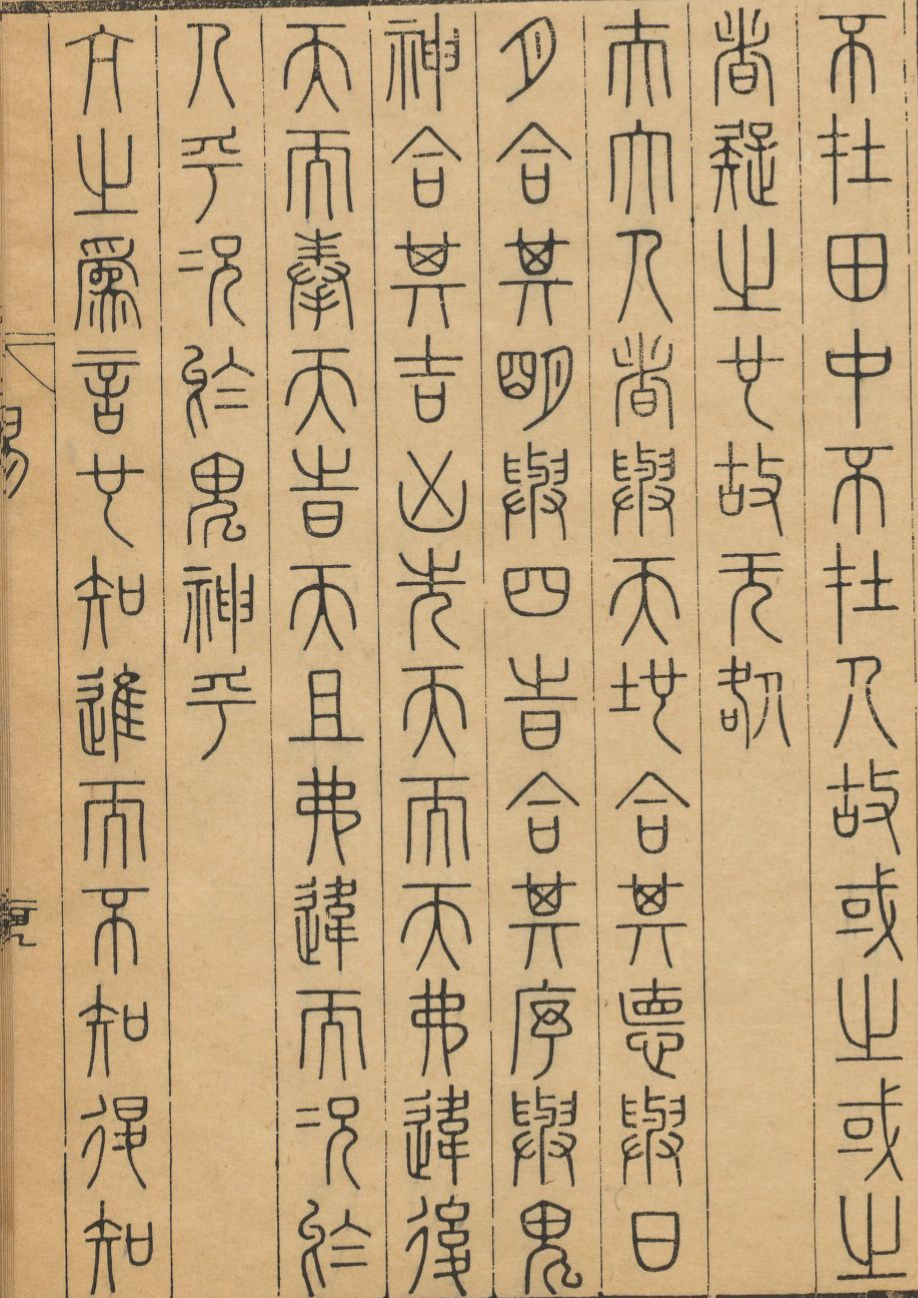 不在田中不在人故或之或之
者疑之也故无咎
夫大人者與天地合其德與日
月合其明與四時合其序與鬼
神合其吉凶先天而天弗違後
天而奉天時天且弗違而況於
人乎況於鬼神乎
亢之為言也知進而不知退知